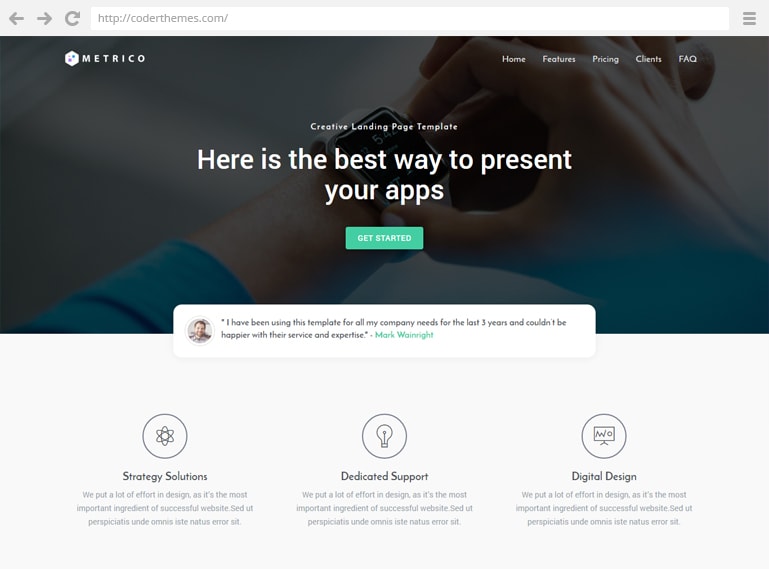 http://coderthemes.com/
METRICO
Home Features Pricing Clients FAQ
Creative Landing Page Template
Here is the best way to present
your apps
GET STARTED
" I have been using this template for all my company needs for the last 3 years and couldn't be
happier with their service and expertise." - Mark Wainright
Strategy Solutions
We put a lot of effort in design, as it's the most
important ingredient of successful website.Sed ut
perspiciatis unde omnis iste natus error sit.
Dedicated Support
We put a lot of effort in design, as it's the most
important ingredient of successful website.Sed ut
perspiciatis unde omnis iste natus error sit.
Digital Design
We put a lot of effort in design, as it's the most
important ingredient of successful website.Sed ut
perspiciatis unde omnis iste natus error sit.